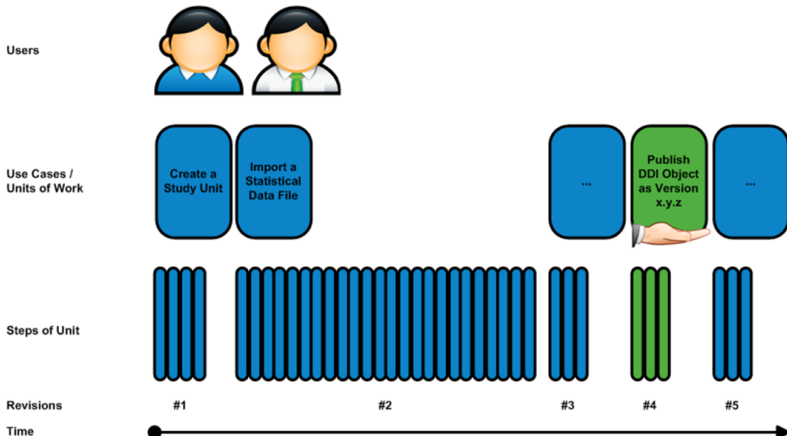 Users
Use Cases /
Units of Work
Create a
Study Unit
Import a
Statistical
Data File
...
Publish
DDI Object
as Version
x.y.z
...
Steps of Unit
Revisions #1 #2 #3 #4 #5
Time